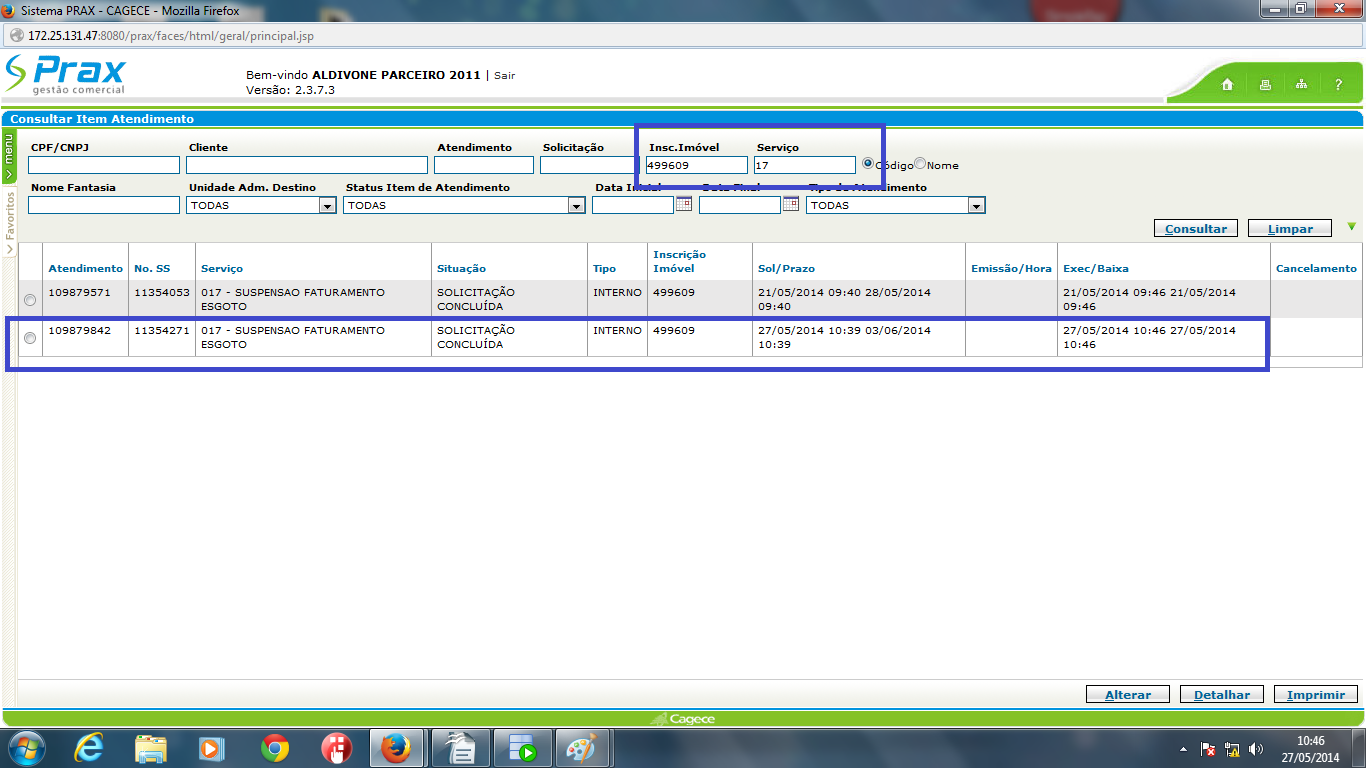 Sistema PRAX - CAGECE - Mozilla Firefox
172.25.131.47:8080/prax/faces/html/geral/principal.jsp
Prax
gestão comercial
Bem-vindo ALDIVONE PARCEIRO 2011 | Sair
Versão: 2.3.7.3
?
Consultar Item Atendimento
menu
Favoritos
CPF/CNPJ Cliente Atendimento Solicitação Insc.Imóvel Serviço
499609 17 Código Nome
Nome Fantasia Unidade Adm. Destino Status Item de Atendimento Data Inicial Data Final Tipo de Atendimento
TODAS TODAS TODAS
Consultar Limpar
Atendimento No. SS Serviço Situação Tipo Inscrição Imóvel Sol/Prazo Emissão/Hora Exec/Baixa Cancelamento
109879571 11354053 017 - SUSPENSAO FATURAMENTO SOLICITAÇÃO INTERNO 499609 21/05/2014 09:40 28/05/2014 21/05/2014 09:46 21/05/2014
ESGOTO CONCLUÍDA 09:40 09:46
109879842 11354271 017 - SUSPENSAO FATURAMENTO SOLICITAÇÃO INTERNO 499609 27/05/2014 10:39 03/06/2014 27/05/2014 10:46 27/05/2014
ESGOTO CONCLUÍDA 10:39 10:46
Alterar Detalhar Imprimir
Cagece
10:46
27/05/2014